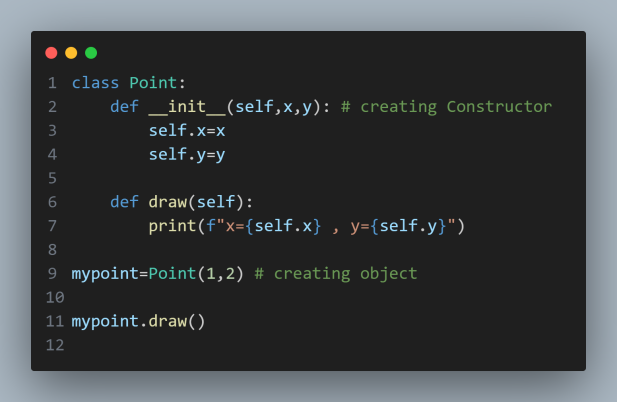 1 class Point:
2     def __init__(self,x,y): # creating Constructor
3         self.x=x
4         self.y=y
5
6     def draw(self):
7         print(f"x={self.x} , y={self.y}")
8
9 mypoint=Point(1,2) # creating object
10
11 mypoint.draw()
12